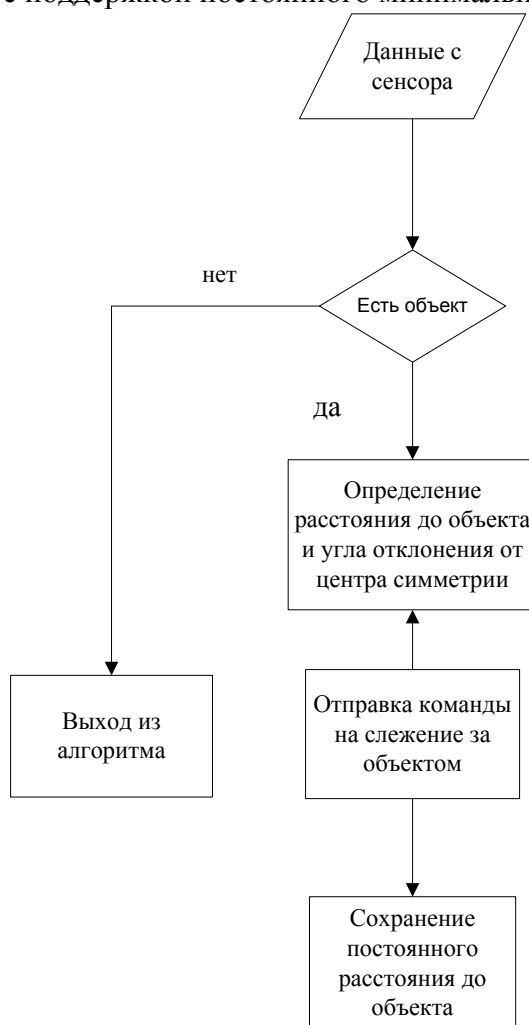 с поддержкой постоянного
Данные с
сенсора
нет
Есть объект
да
Определение
расстояния до объекта
и угла отклонения от
центра симметрии
Выход из
алгоритма
Отправка команды
на слежение за
объектом
Сохранение
постоянного
расстояния до
объекта